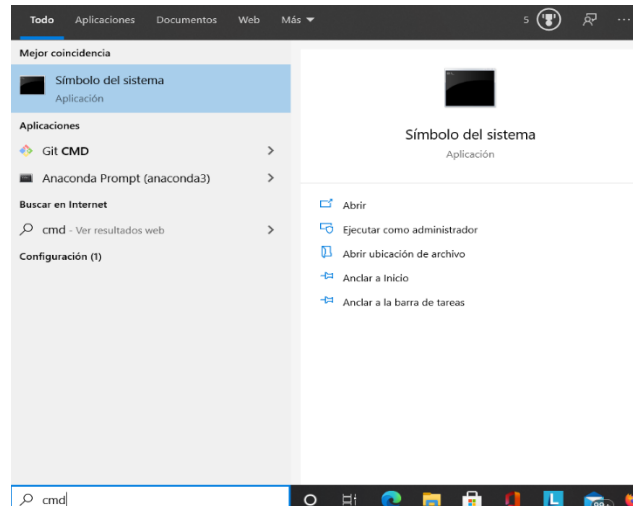 Todo Aplicaciones Documentos Web Más 5 ...
Mejor coincidencia
Símbolo del sistema
Aplicación
Aplicaciones
Git CMD
Anaconda Prompt (anaconda3)
Buscar en Internet
cmd - Ver resultados web
Configuración (1)
Símbolo del sistema
Aplicación
Abrir
Ejecutar como administrador
Abrir ubicación de archivo
Anclar a Inicio
Anclar a la barra de tareas
cmd
L
99+